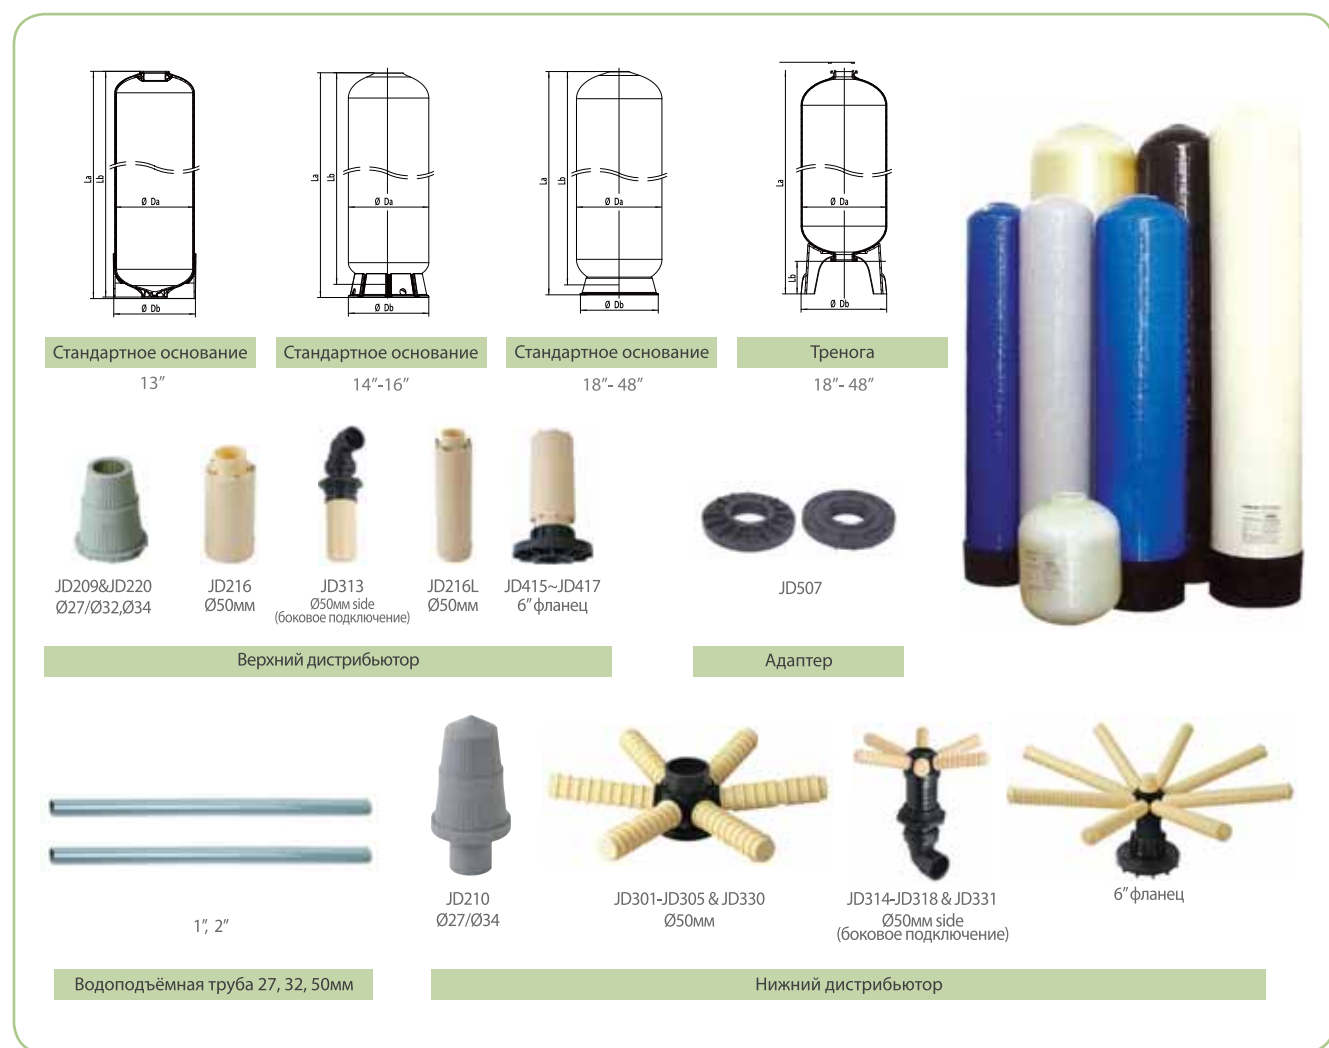 La
Lb
Ø Da
Ø Db
La
Lb
Ø Da
Ø Db
La
Lb
Ø Da
Ø Db
La
Lb
Ø Da
Ø Db
Стандартное основание
13”
Стандартное основание
14”-16”
Стандартное основание
18”- 48”
Тренога
18”- 48”
JD209&JD220
Ø27/Ø32,Ø34
JD216
Ø50мм
JD313
Ø50мм side
(боковое подключение)
JD216L
Ø50мм
JD415~JD417
6” фланец
JD507
Верхний дистрибьютор
Адаптер
1”, 2”
JD210
Ø27/Ø34
JD301-JD305 & JD330
Ø50мм
JD314-JD318 & JD331
Ø50мм side
(боковое подключение)
6” фланец
Водоподъёмная труба 27, 32, 50мм
Нижний дистрибьютор